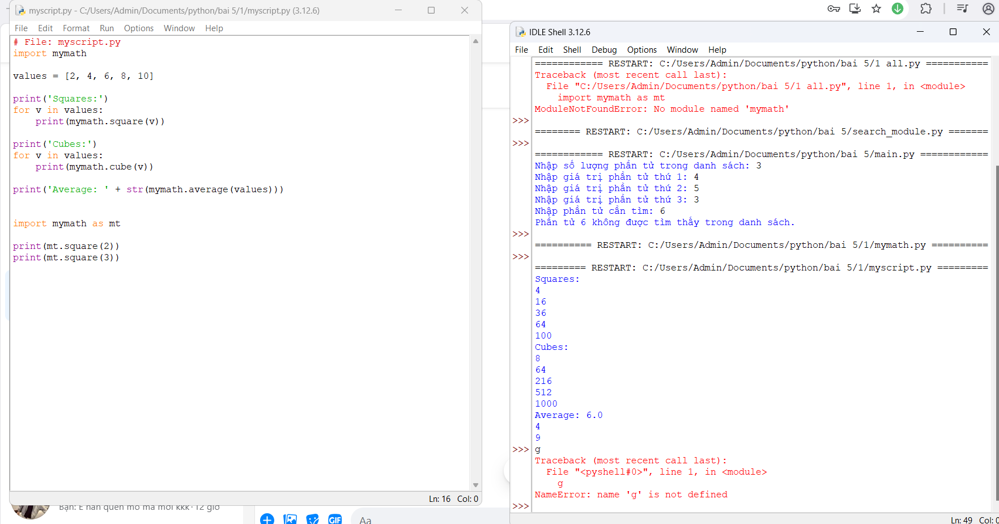 myscript.py - C:/Users/Admin/Documents/python/bai 5/1/myscript.py (3.12.6)
File Edit Format Run Options Window Help
# File: myscript.py
import mymath
values = [2, 4, 6, 8, 10]
print('Squares:')
for v in values:
    print(mymath.square(v))
print('Cubes:')
for v in values:
    print(mymath.cube(v))
print('Average: ' + str(mymath.average(values)))
import mymath as mt
print(mt.square(2))
print(mt.square(3))
Ln: 16 Col: 0
IDLE Shell 3.12.6
File Edit Shell Debug Options Window Help
============ RESTART: C:/Users/Admin/Documents/python/bai 5/1 all.py ===========
Traceback (most recent call last):
  File "C:/Users/Admin/Documents/python/bai 5/1 all.py", line 1, in <module>
    import mymath as mt
ModuleNotFoundError: No module named 'mymath'
>>>
======== RESTART: C:/Users/Admin/Documents/python/bai 5/search_module.py =======
>>>
============ RESTART: C:/Users/Admin/Documents/python/bai 5/main.py ============
Nhập số lượng phần tử trong danh sách: 3
Nhập giá trị phần tử thứ 1: 4
Nhập giá trị phần tử thứ 2: 5
Nhập giá trị phần tử thứ 3: 3
Nhập phần tử cần tìm: 6
Phần tử 6 không được tìm thấy trong danh sách.
>>>
========== RESTART: C:/Users/Admin/Documents/python/bai 5/1/mymath.py ==========
>>>
========= RESTART: C:/Users/Admin/Documents/python/bai 5/1/myscript.py =========
Squares:
4
16
36
64
100
Cubes:
8
64
216
512
1000
Average: 6.0
4
9
>>> g
Traceback (most recent call last):
  File "<pyshell#0>", line 1, in <module>
    g
NameError: name 'g' is not defined
>>>
Ln: 49 Col: 0
Bạn: E hẳn quen mo ma mới kkk · 12 giờ
GIF
Aa